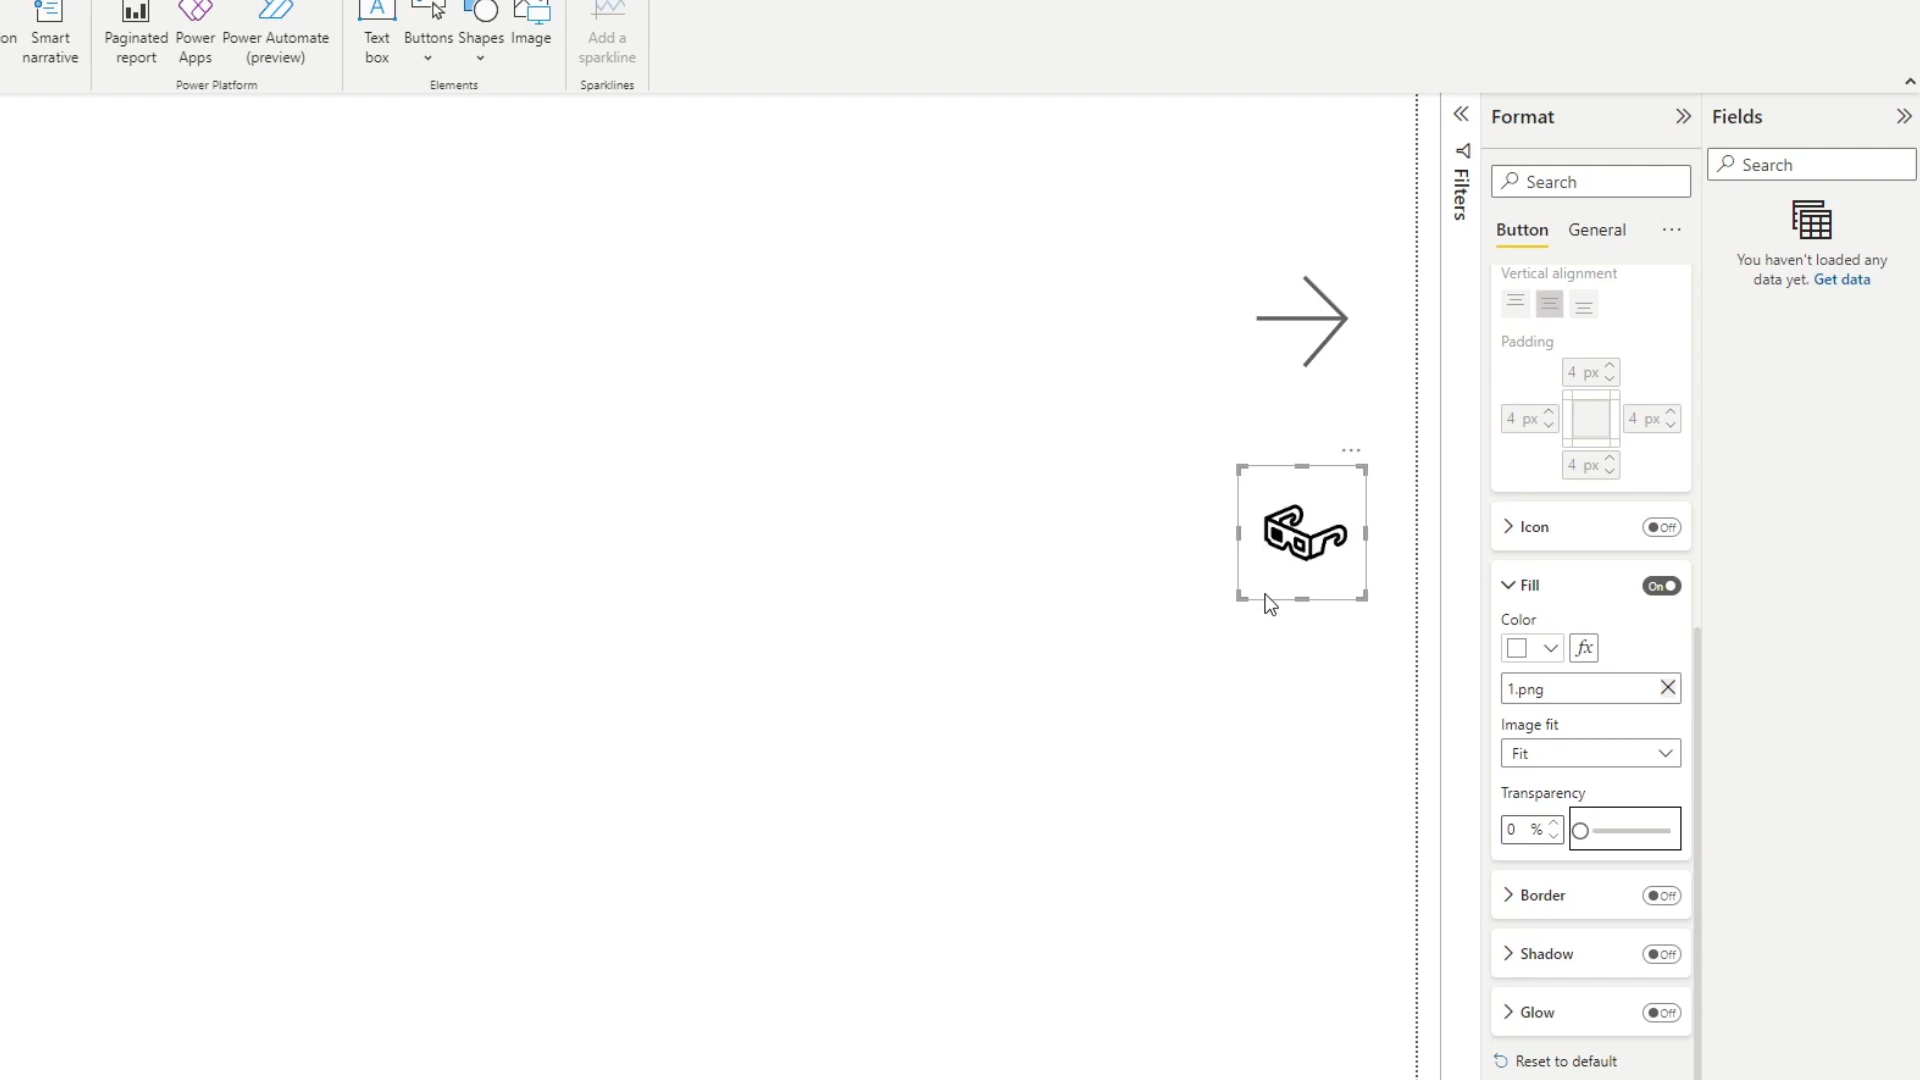 on Smart narrative
Paginated report
Power Apps
Power Automate (preview)
Text box
Buttons
Shapes
Image
Add a sparkline
Power Platform
Elements
Sparklines
Filters
Format
Search
Button General ...
Vertical alignment
Padding
4 px
4 px
4 px
4 px
Icon Off
Fill On
Color
fx
1.png
Image fit
Fit
Transparency
0 %
Border Off
Shadow Off
Glow Off
Reset to default
Fields
Search
You haven't loaded any
data yet. Get data